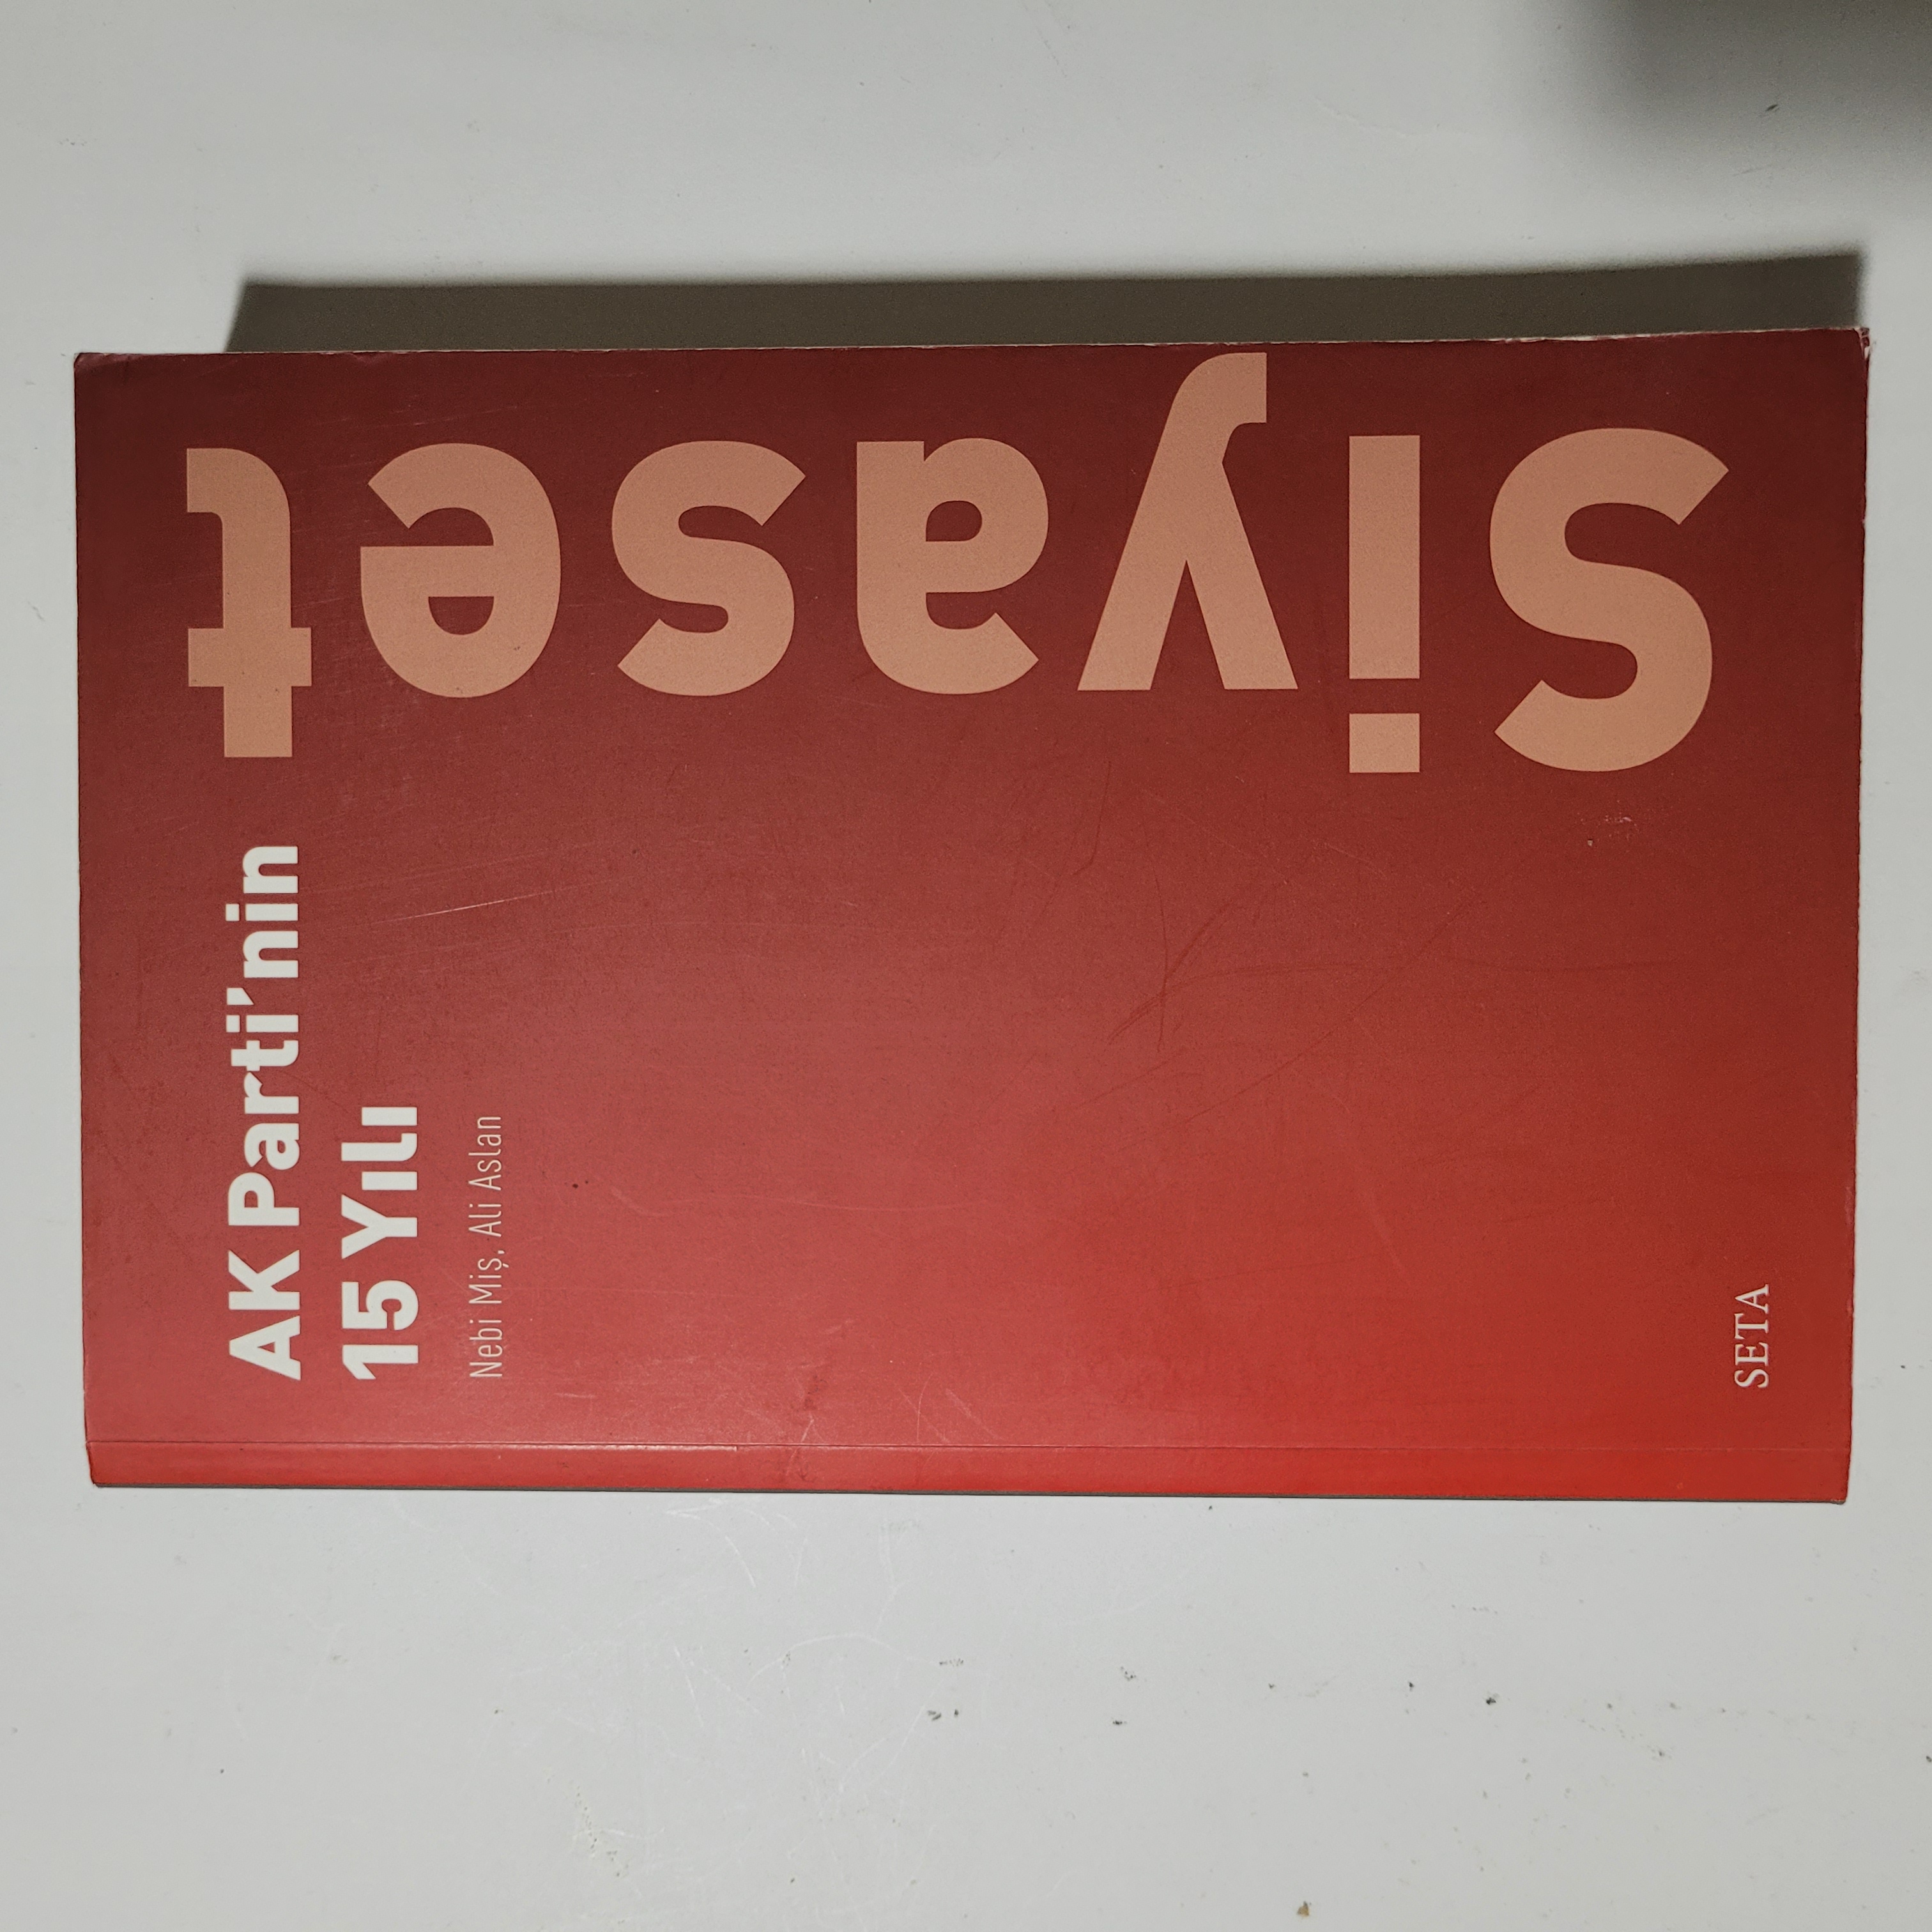 AK Parti'nin
15 Yılı
Nebi Miş, Ali Aslan
Siyaset
SETA